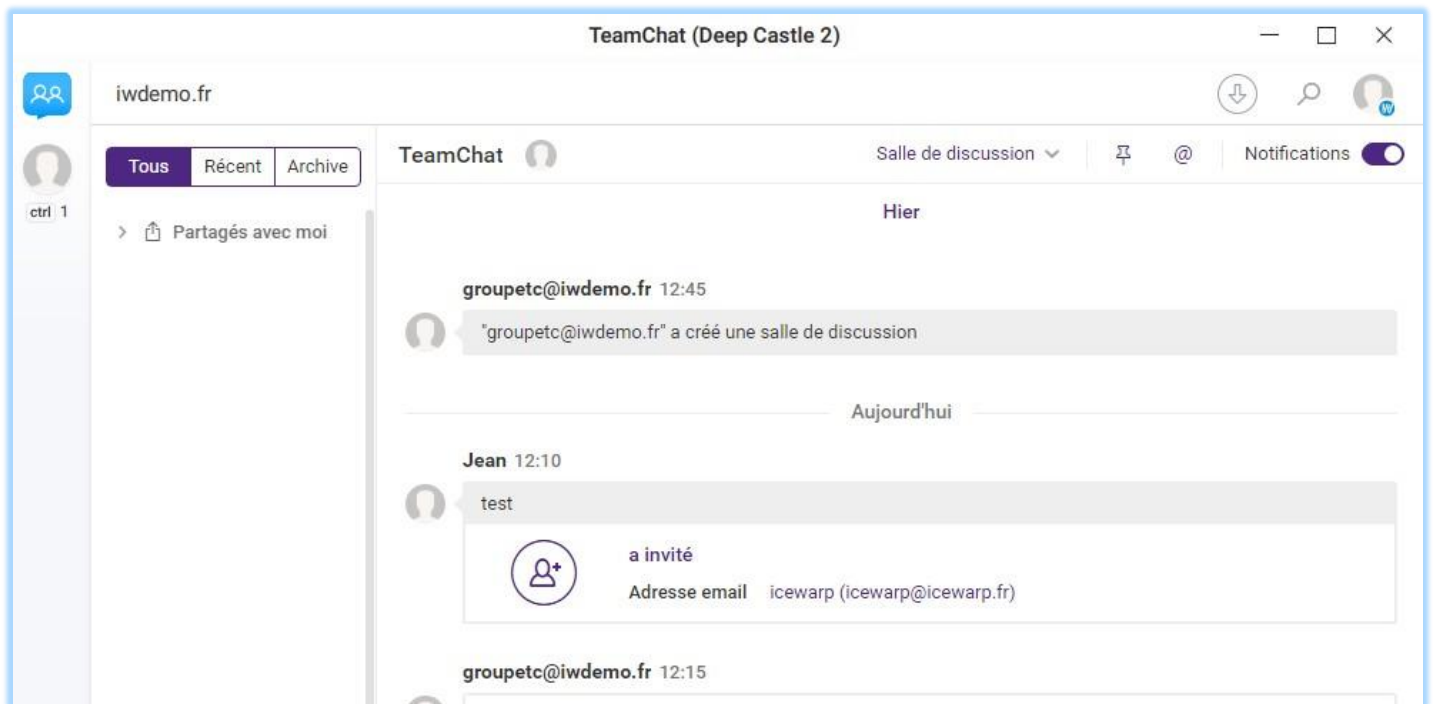 TeamChat (Deep Castle 2)
iwdemo.fr
ctrl 1
Tous Récent Archive
Partagés avec moi
TeamChat Salle de discussion @ Notifications
Hier
groupetc@iwdemo.fr 12:45
"groupetc@iwdemo.fr" a créé une salle de discussion
Aujourd'hui
Jean 12:10
test
a invité
Adresse email icewarp (icewarp@icewarp.fr)
groupetc@iwdemo.fr 12:15